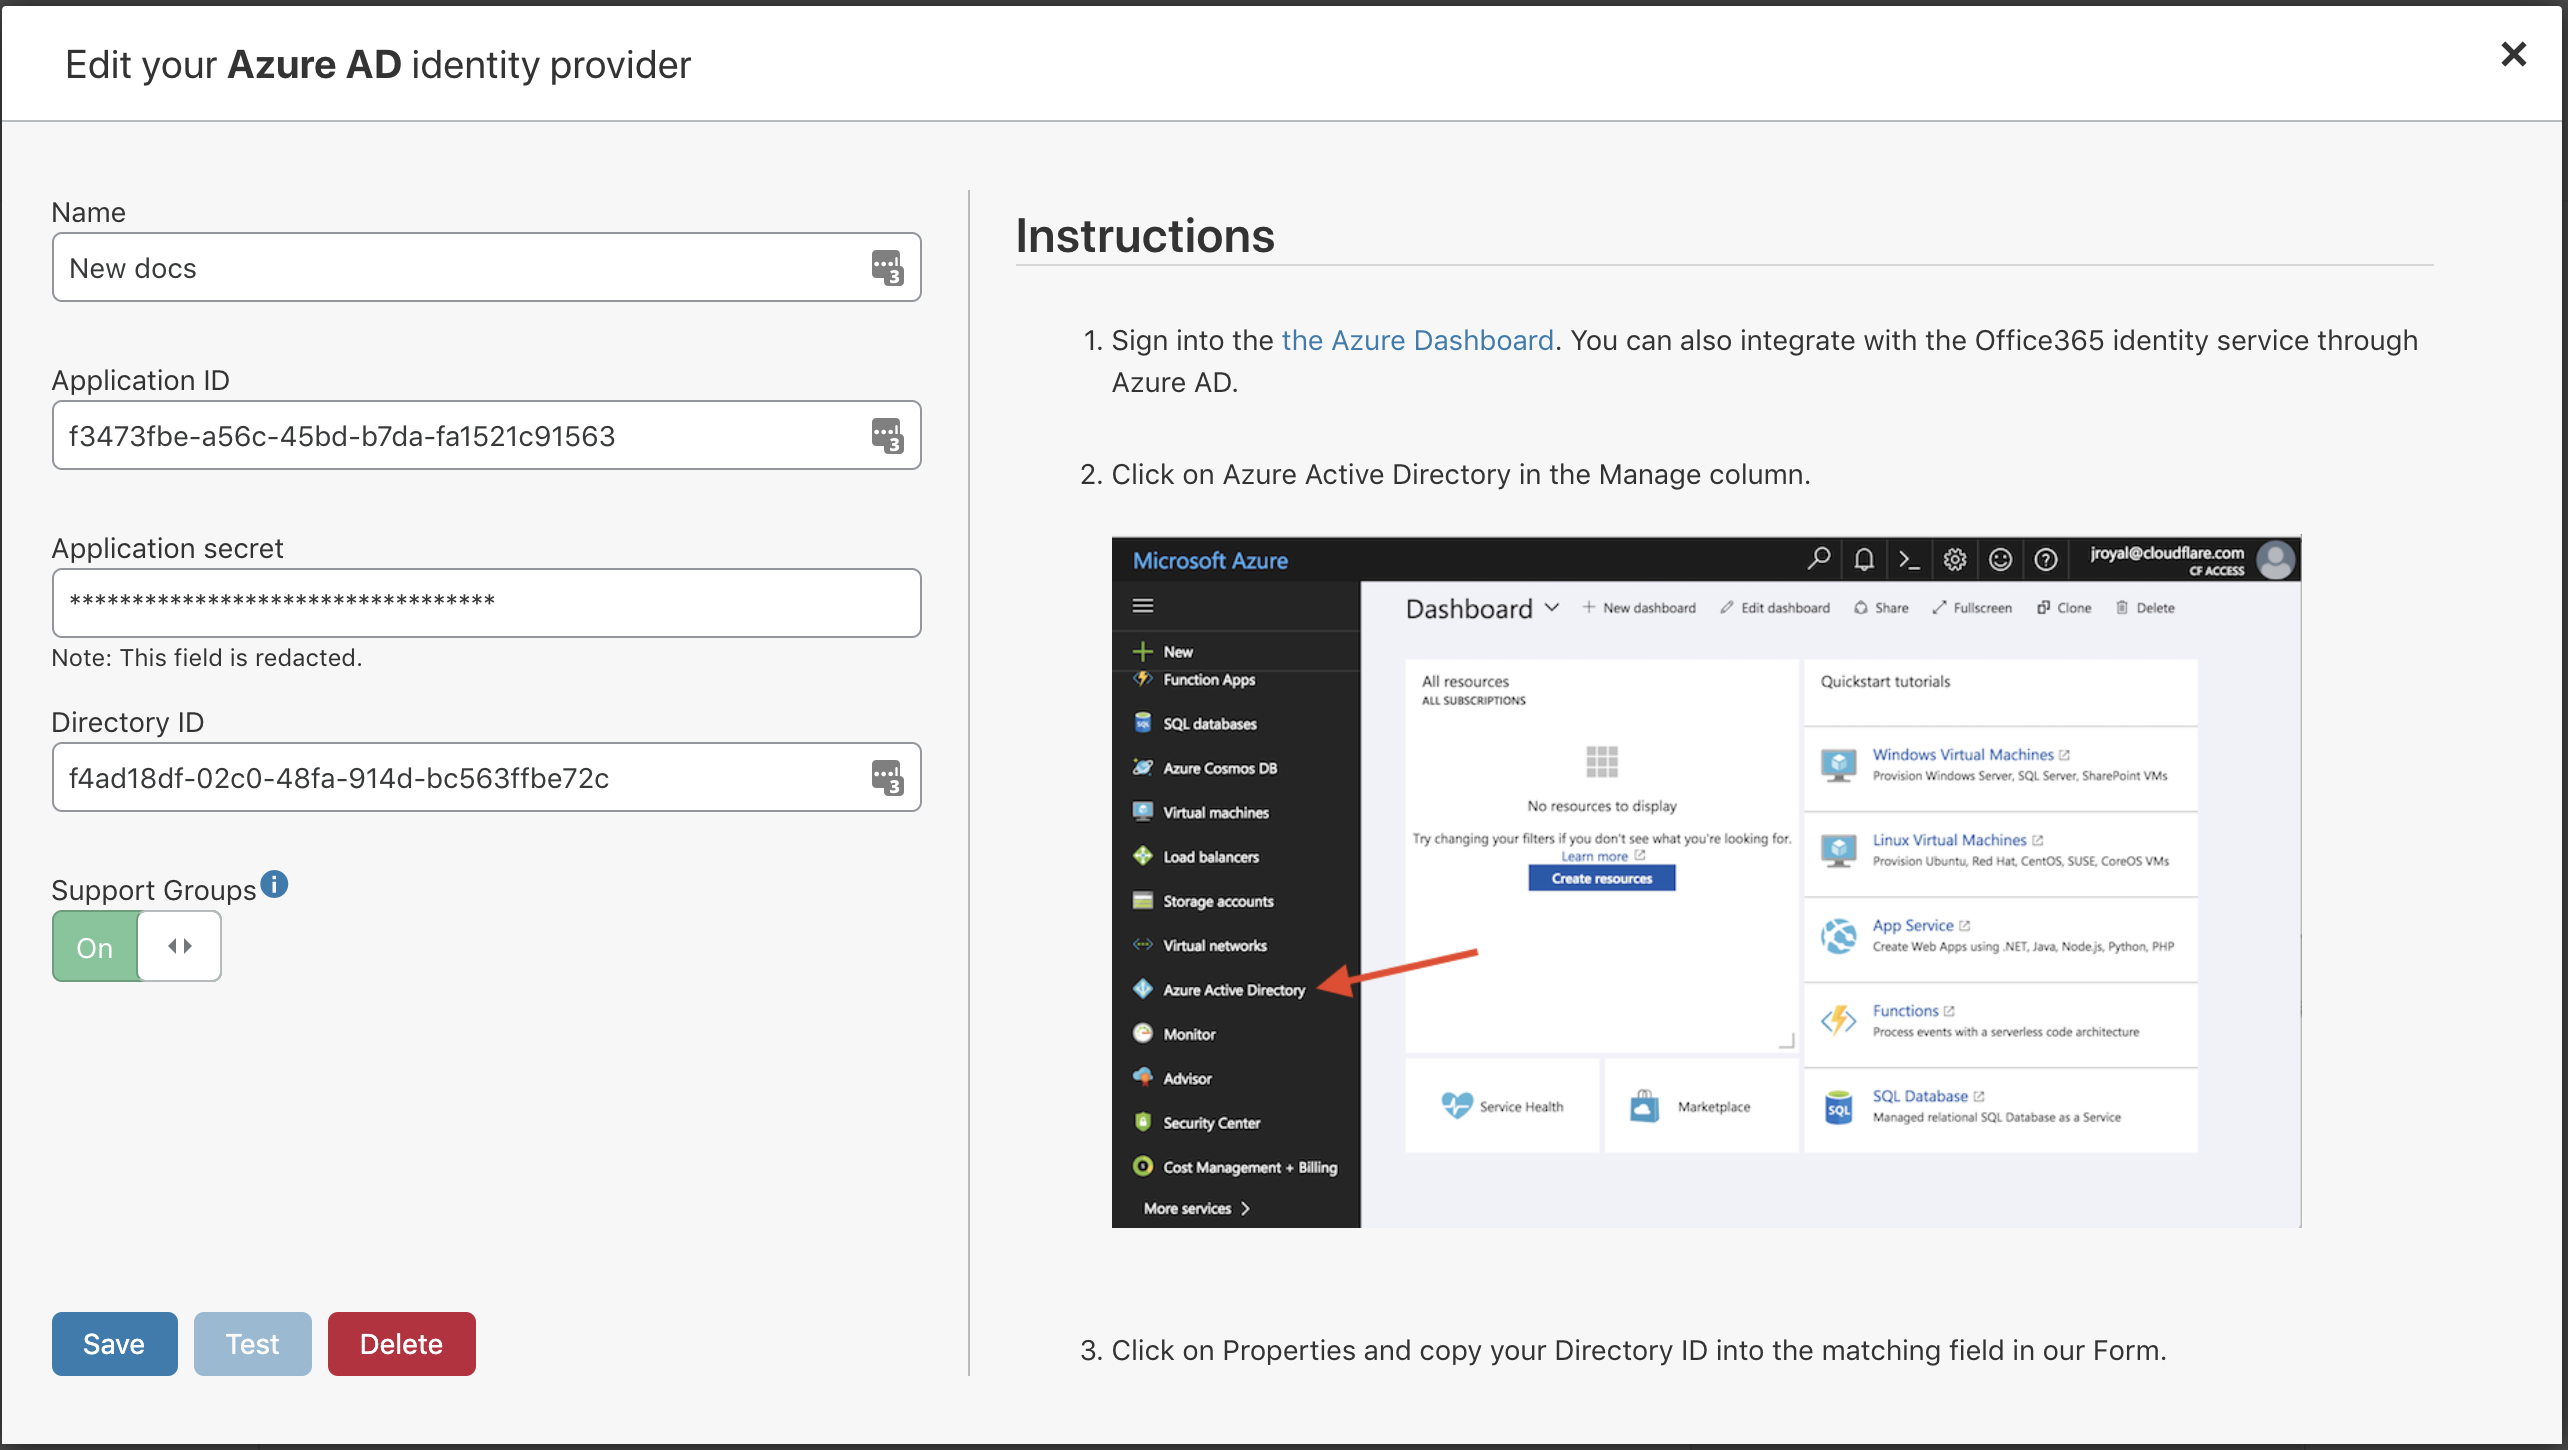 Edit your Azure AD identity provider
Name
New docs
Application ID
f3473fbe-a56c-45bd-b7da-fa1521c91563
Application secret
**********************************
Note: This field is redacted.
Directory ID
f4ad18df-02c0-48fa-914d-bc563ffbe72c
Support Groups
On
Save
Test
Delete
Instructions
1. Sign into the the Azure Dashboard. You can also integrate with the Office365 identity service through
Azure AD.
2. Click on Azure Active Directory in the Manage column.
Microsoft Azure
jroyal@cloudflare.com
CF ACCESS
New
Function Apps
SQL databases
Azure Cosmos DB
Virtual machines
Load balancers
Storage accounts
Virtual networks
Azure Active Directory
Monitor
Advisor
Security Center
Cost Management + Billing
More services
Dashboard
New dashboard
Edit dashboard
Share
Fullscreen
Clone
Delete
All resources
ALL SUBSCRIPTIONS
No resources to display
Try changing your filters if you don't see what you're looking for.
Learn more
Create resources
Service Health
Marketplace
Quickstart tutorials
Windows Virtual Machines
Provision Windows Server, SQL Server, SharePoint VMs
Linux Virtual Machines
Provision Ubuntu, Red Hat, CentOS, SUSE, CoreOS VMs
App Service
Create Web Apps using .NET, Java, Node.js, Python, PHP
Functions
Process events with a serverless code architecture
SQL Database
Managed relational SQL Database as a Service
3. Click on Properties and copy your Directory ID into the matching field in our Form.